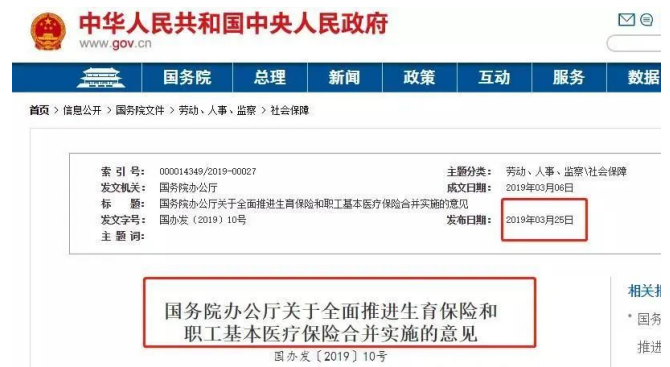 中华人民共和国中央人民政府
www.gov.cn
国务院 总理 新闻 政策 互动 服务 数据
首页 > 信息公开 > 国务院文件 > 劳动、人事、监察 > 社会保障
索 引 号： 000014349/2019-00027 主题分类： 劳动、人事、监察\社会保障
发文机关： 国务院办公厅 成文日期： 2019年03月06日
标 题： 国务院办公厅关于全面推进生育保险和职工基本医疗保险合并实施的意见
发文字号： 国办发〔2019〕10号 发布日期： 2019年03月25日
主 题 词：
国务院办公厅关于全面推进生育保险和
职工基本医疗保险合并实施的意见
国办发〔2019〕10号
相关
国务
推进